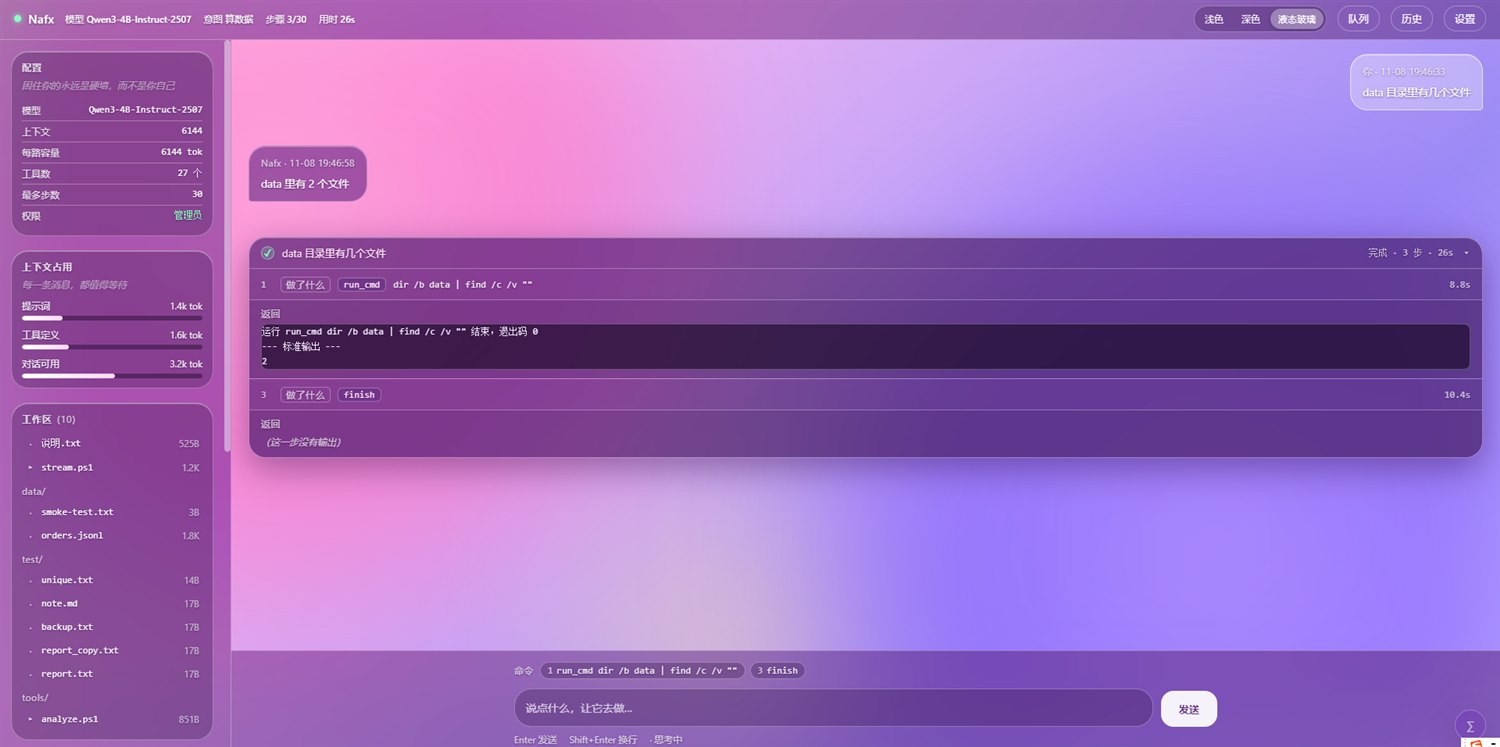 Nafx 模型 Qwen3-4B-Instruct-2507 意图 算数据 步骤 3/30 用时 26s
浅色 深色 液态玻璃 队列 历史 设置
配置
困住你的永远是硬墙，而不是你自己
模型 Qwen3-4B-Instruct-2507
上下文 6144
每路容量 6144 tok
工具数 27 个
最多步数 30
权限 管理员
上下文占用
每一条消息，都值得等待
提示词 1.4k tok
工具定义 1.6k tok
对话可用 3.2k tok
工作区 (10)
· 说明.txt 525B
▸ stream.ps1 1.2K
data/
· smoke-test.txt 3B
· orders.jsonl 1.8K
test/
· unique.txt 14B
· note.md 17B
· backup.txt 17B
· report_copy.txt 17B
· report.txt 17B
tools/
▸ analyze.ps1 851B
你 · 11-08 19:46:33
data 目录里有几个文件
Nafx · 11-08 19:46:58
data 里有 2 个文件
data 目录里有几个文件 完成 · 3 步 · 26s ▾
1 做了什么 run_cmd dir /b data | find /c /v "" 8.8s
返回
运行 run_cmd dir /b data | find /c /v "" 结束，退出码 0
--- 标准输出 ---
2
3 做了什么 finish 10.4s
返回
(这一步没有输出)
命令 1 run_cmd dir /b data | find /c /v "" 3 finish
说点什么，让它去做…
发送
Enter 发送 Shift+Enter 换行 · 思考中
Σ